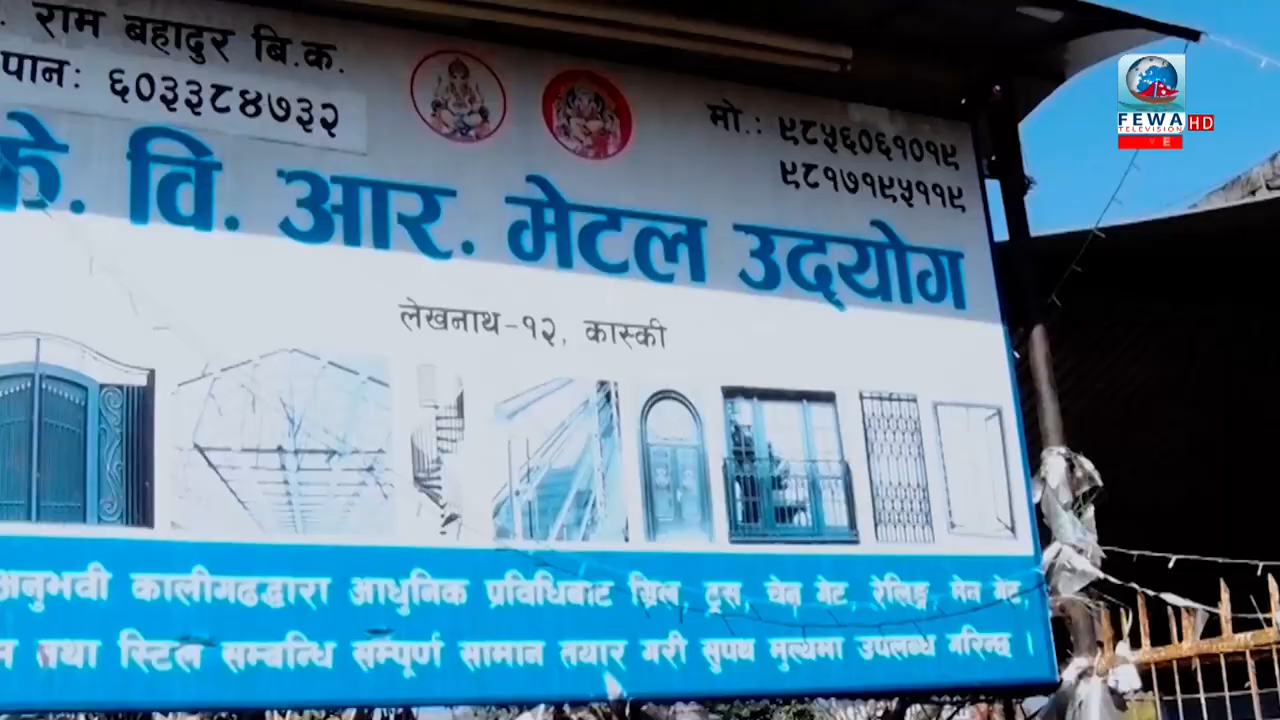 राम बहादुर बि.क.
पान: ६०३३८४७३२
मो.: ९८५६०६१०१९
९८१७१९५११९
के. वि. आर. मेटल उद्योग
लेखनाथ-१२, कास्की
अनुभवी कालीगढद्वारा आधुनिक प्रविधिबाट ग्रिल, ट्रस, चेन गेट, रेलिङ्ग मेन गेट,
तथा स्टिल सम्बन्धि सम्पूर्ण सामान तयार गरी सुपथ मुल्यमा उपलब्ध गरिन्छ ।
FEWA HD
TELEVISION